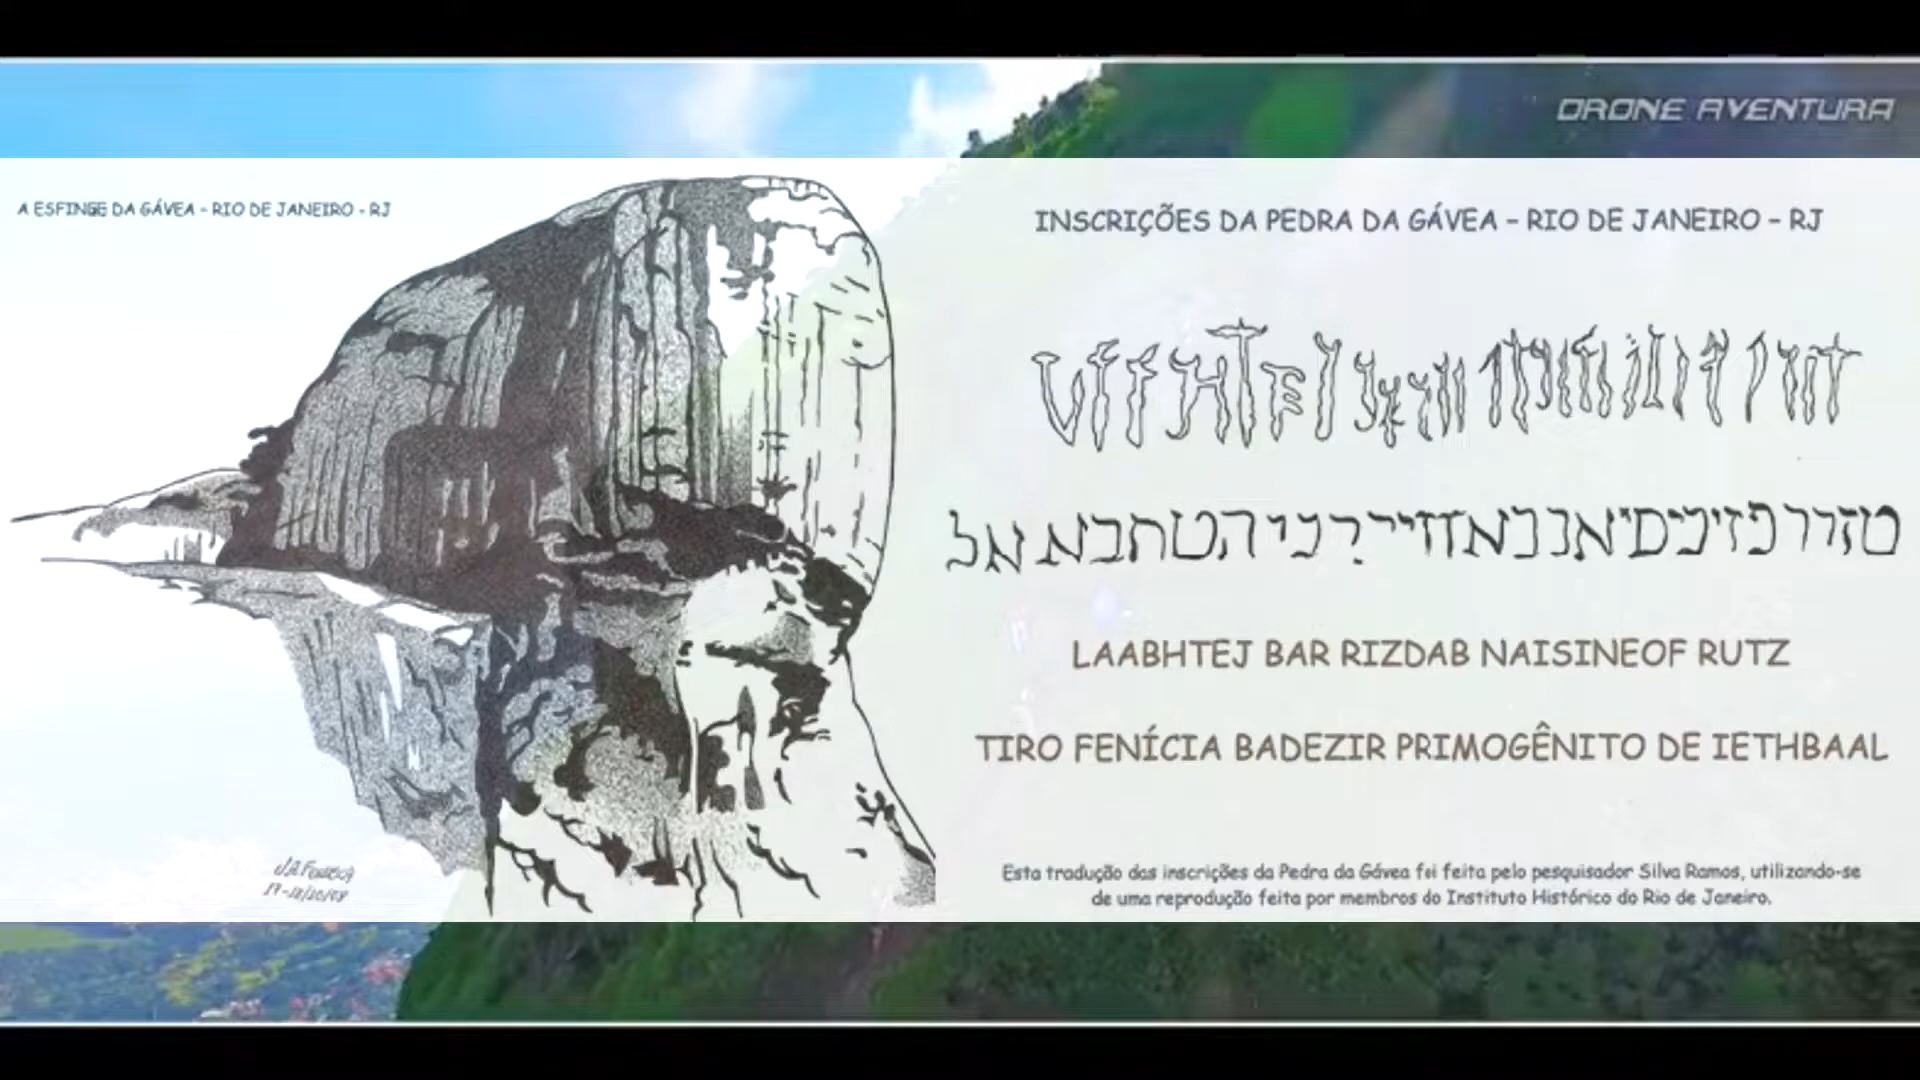 DRONE AVENTURA
A ESFINGE DA GÁVEA - RIO DE JANEIRO - RJ
INSCRIÇÕES DA PEDRA DA GÁVEA - RIO DE JANEIRO - RJ
LAABHTEJ BAR RIZDAB NAISINEOF RUTZ
TIRO FENÍCIA BADEZIR PRIMOGÊNITO DE IETHBAAL
J.A. FONSECA
Esta tradução das inscrições da Pedra da Gávea foi feita pelo pesquisador Silva Ramos, utilizando-se
de uma reprodução feita por membros do Instituto Histórico do Rio de Janeiro.